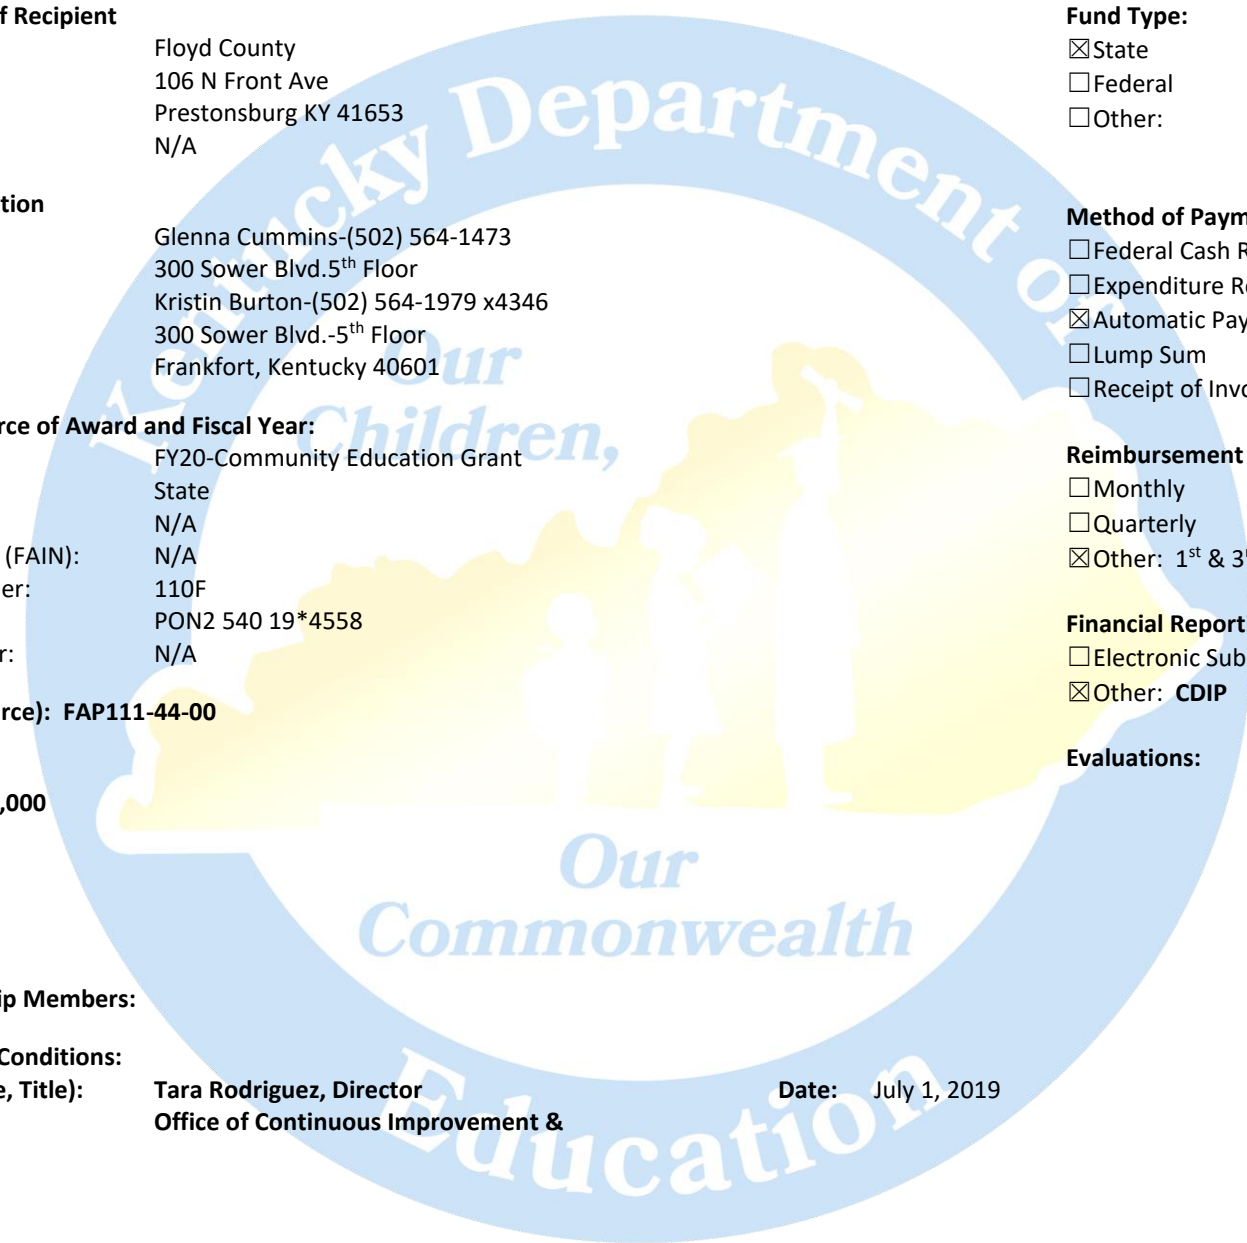 f Recipient
Floyd County
106 N Front Ave
Prestonsburg KY 41653
N/A
tion
Glenna Cummins-(502) 564-1473
300 Sower Blvd.5th Floor
Kristin Burton-(502) 564-1979 x4346
300 Sower Blvd.-5th Floor
Frankfort, Kentucky 40601
rce of Award and Fiscal Year:
FY20-Community Education Grant
State
N/A
(FAIN): N/A
er: 110F
PON2 540 19*4558
r: N/A
rce): FAP111-44-00
,000
ip Members:
Conditions:
e, Title): Tara Rodriguez, Director Date: July 1, 2019
Office of Continuous Improvement &
Fund Type:
☒State
☐Federal
☐Other:
Method of Paym
☐Federal Cash R
☐Expenditure Re
☒Automatic Pay
☐Lump Sum
☐Receipt of Invo
Reimbursement
☐Monthly
☐Quarterly
☒Other: 1st & 3
Financial Report
☐Electronic Sub
☒Other: CDIP
Evaluations:
Kentucky Department of
Education
Our
Children,
Our
Commonwealth